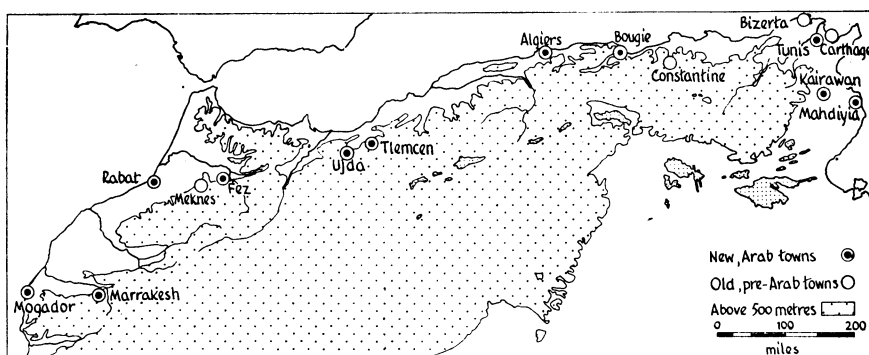 Bizerta
Algiers
Bougie
Tunis
Carthage
Constantine
Kairawan
Mahdiyia
Tlemcen
Ujda
Rabat
Fez
Meknes
New, Arab towns
Old, pre-Arab towns
Mogador
Marrakesh
Above 500 metres
0 100 200
miles